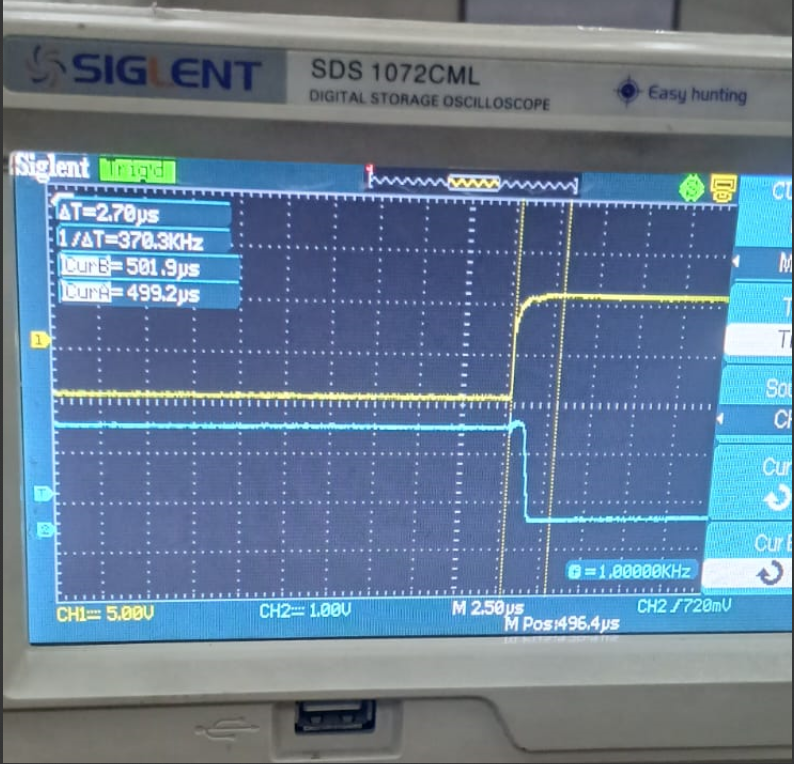 SIGLENT
SDS 1072CML
DIGITAL STORAGE OSCILLOSCOPE
Easy hunting
Siglent Trig'd
CU
ΔT=2.70µs
1/ΔT=370.3KHz
CurB=501.9µs
CurA=499.2µs
M
T
1
TI
Sou
CH
Cur
T
2
Cur B
=1.00000KHz
CH1 5.00V CH2 1.00V M 2.50µs CH2 /720mV
M Pos:496.4µs